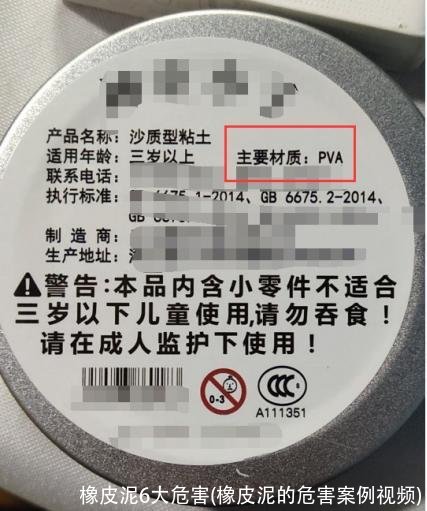 产品名称：沙质型粘土
适用年龄：三岁以上 主要材质：PVA
联系电话：
执行标准： 6675.1-2014、GB 6675.2-2014、
GB
制 造 商：
生产地址：
警告：本品内含小零件不适合
三岁以下儿童使用,请勿吞食！
请在成人监护下使用！
0-3 CCC
A111351
橡皮泥6大危害(橡皮泥的危害案例视频)